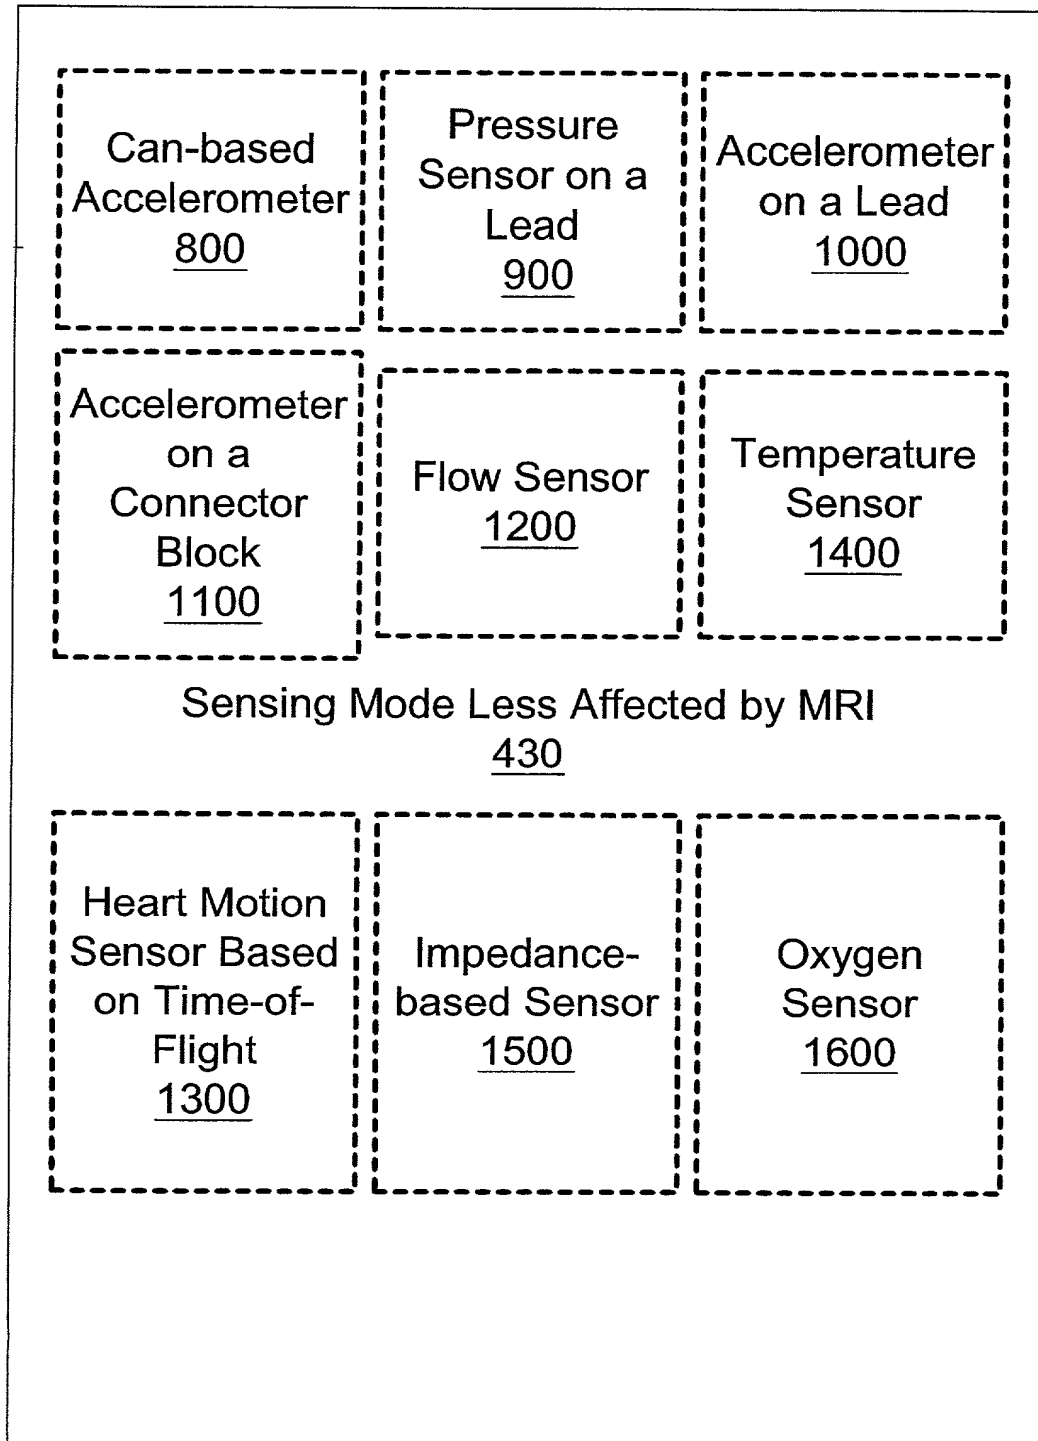 Can-based
Accelerometer
800
Pressure
Sensor on a
Lead
900
Accelerometer
on a Lead
1000
Accelerometer
on a
Connector
Block
1100
Flow Sensor
1200
Temperature
Sensor
1400
Sensing Mode Less Affected by MRI
430
Heart Motion
Sensor Based
on Time-of-
Flight
1300
Impedance-
based Sensor
1500
Oxygen
Sensor
1600